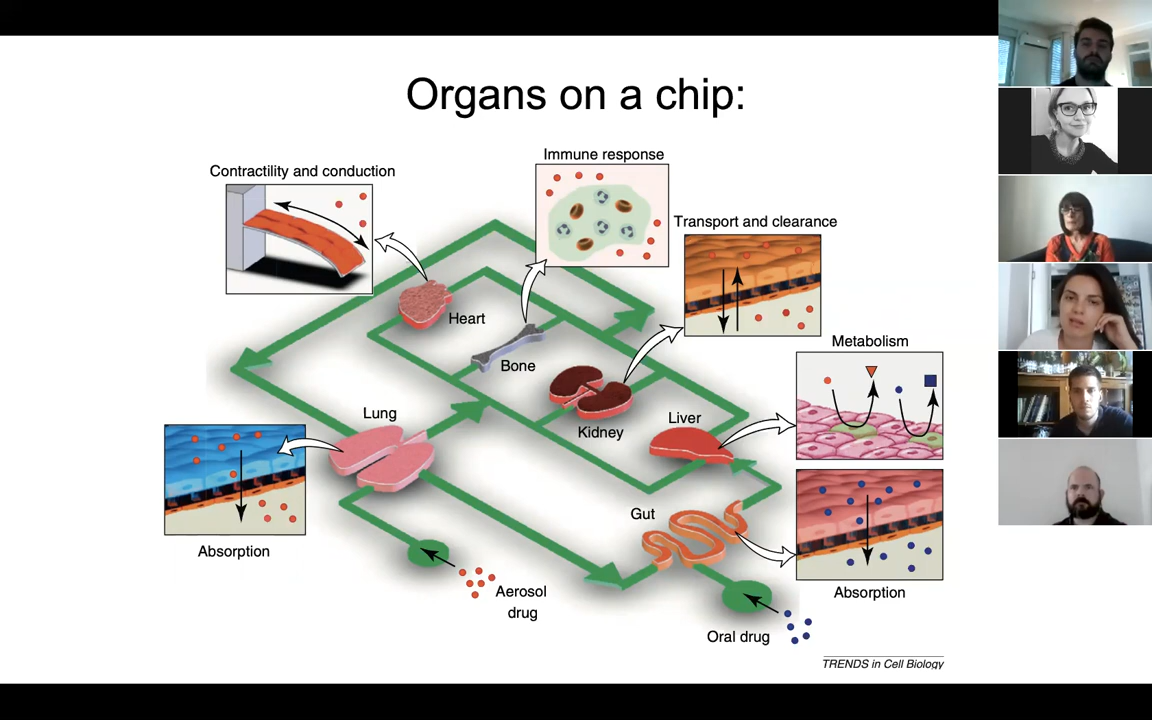 Organs on a chip:
Immune response
Contractility and conduction
Transport and clearance
Heart
Metabolism
Bone
Lung
Liver
Kidney
Gut
Absorption
Aerosol
drug
Absorption
Oral drug
TRENDS in Cell Biology